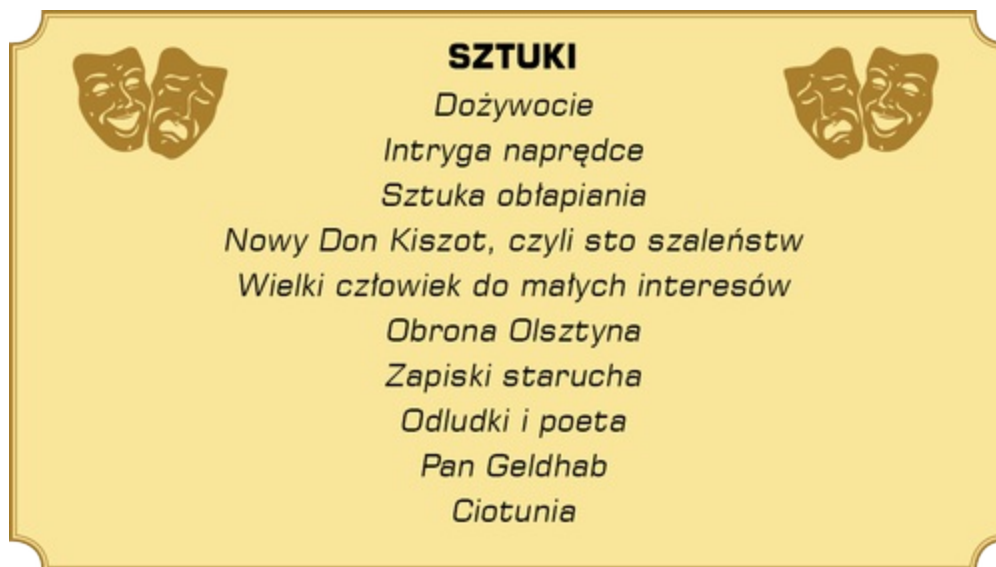 SZTUKI
Dożywocie
Intryga naprędce
Sztuka obłapiania
Nowy Don Kiszot, czyli sto szaleństw
Wielki człowiek do małych interesów
Obrona Olsztyna
Zapiski starucha
Odludki i poeta
Pan Geldhab
Ciotunia